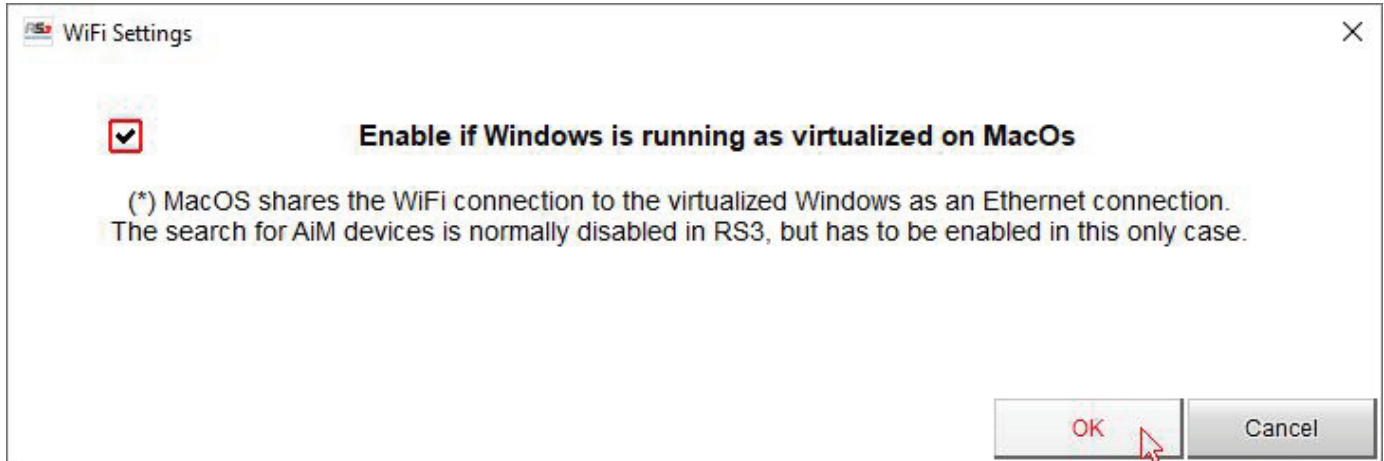 RS3 WiFi Settings
Enable if Windows is running as virtualized on MacOs
(*) MacOS shares the WiFi connection to the virtualized Windows as an Ethernet connection.
The search for AiM devices is normally disabled in RS3, but has to be enabled in this only case.
OK Cancel